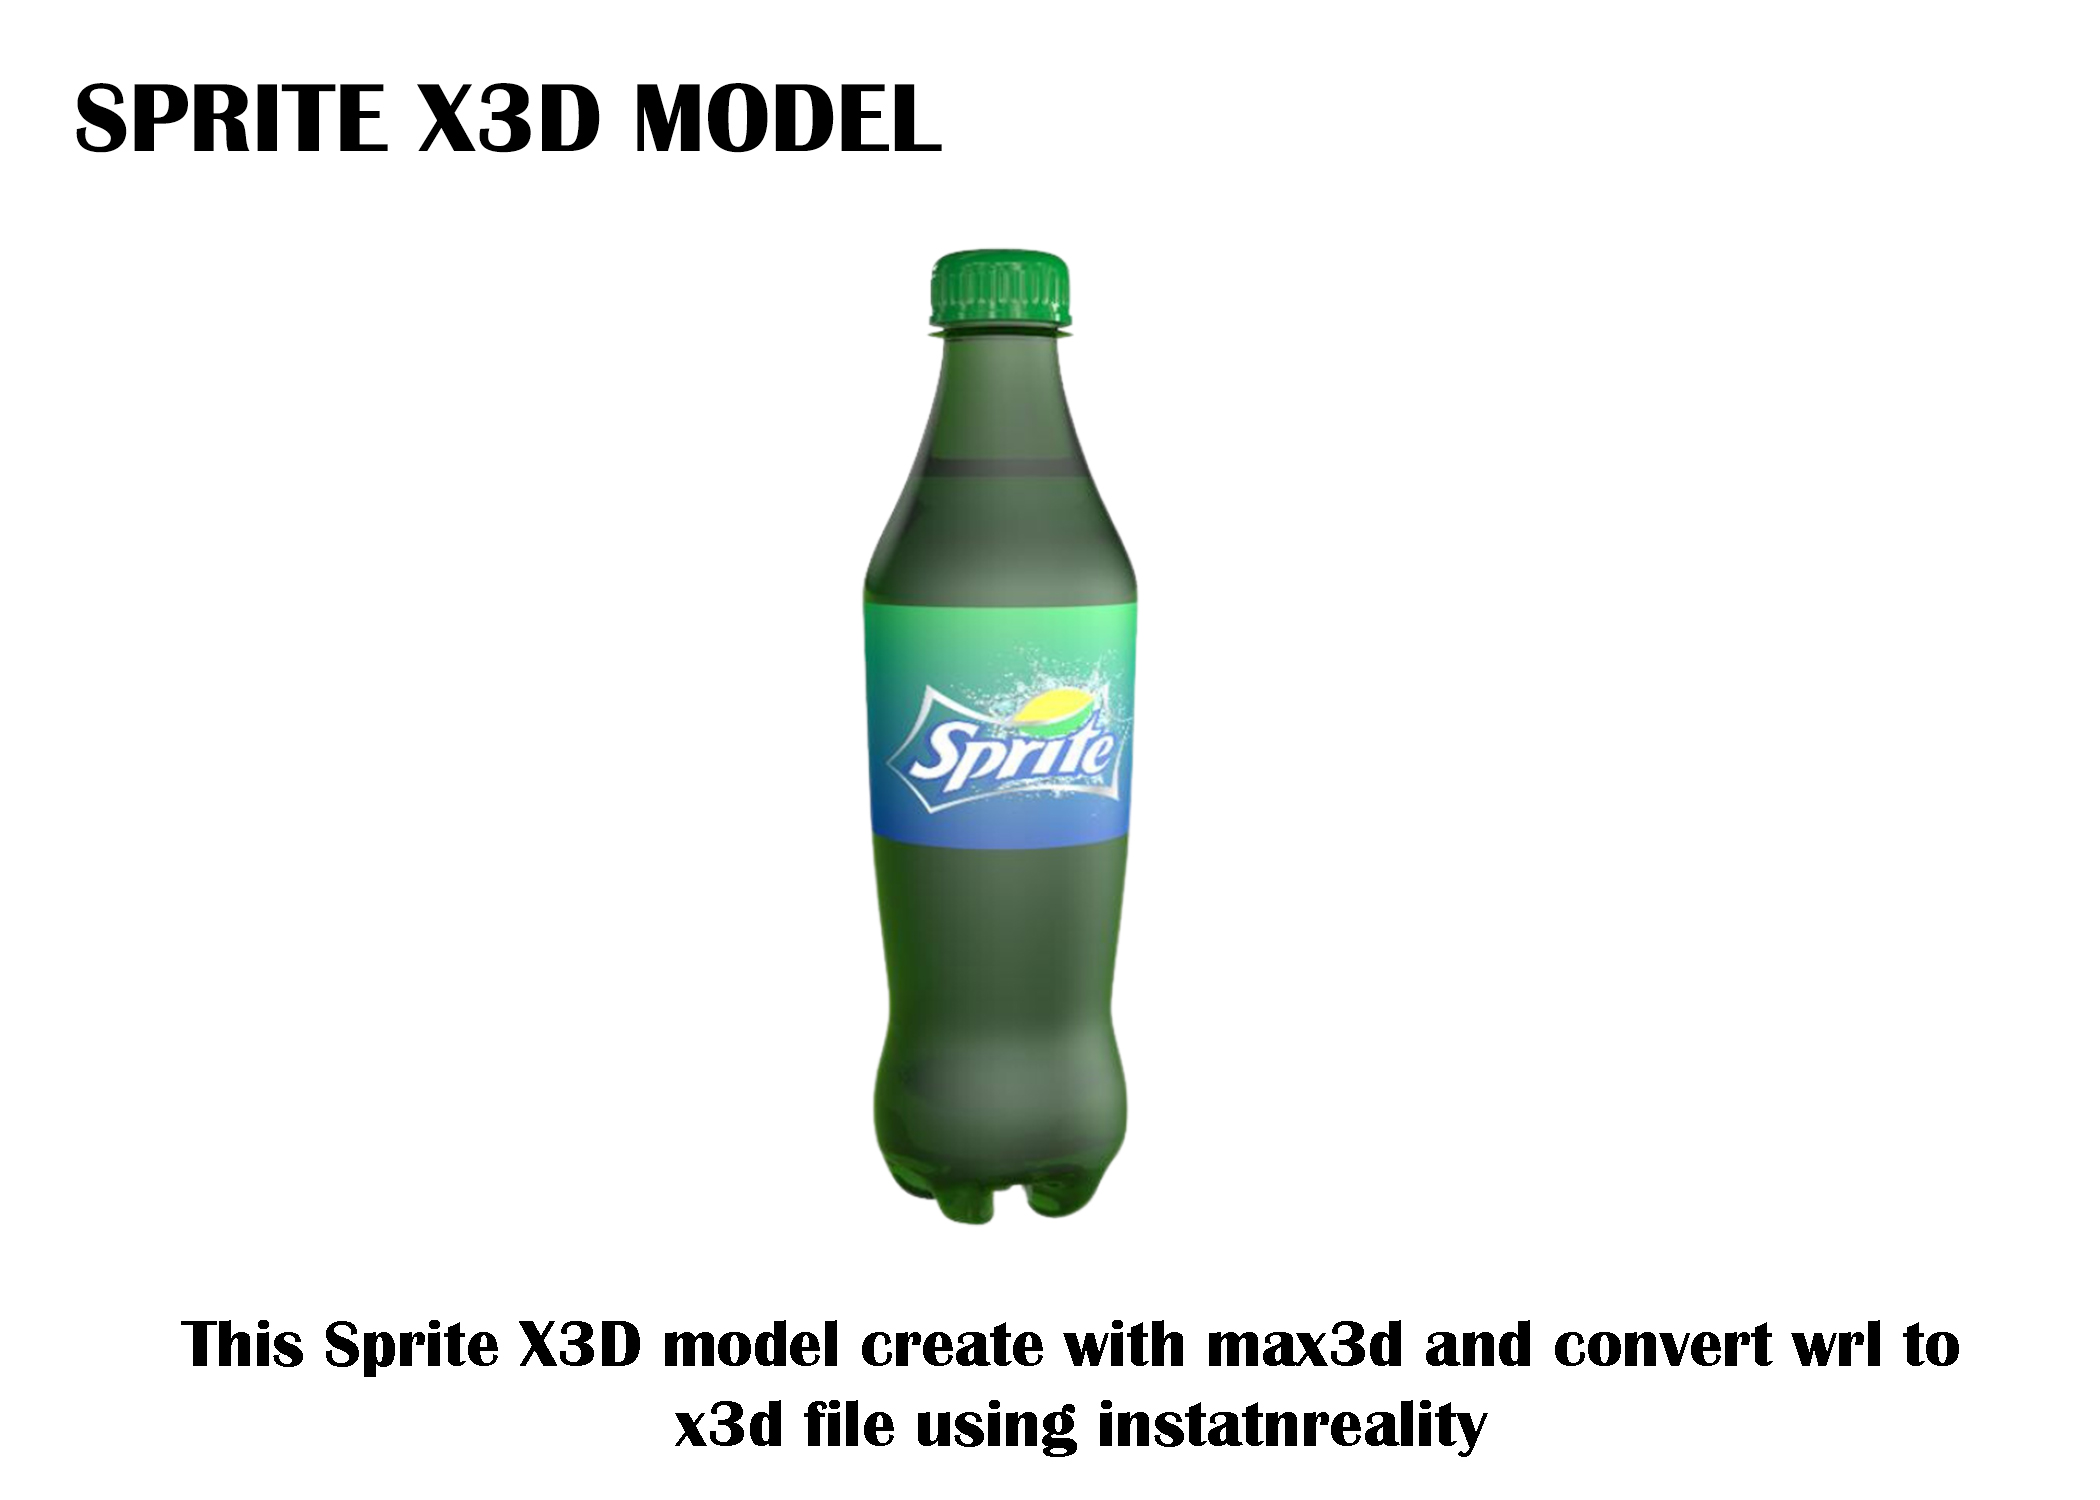 SPRITE X3D MODEL
Sprite
This Sprite X3D model create with max3d and convert wrl to
x3d file using instatnreality